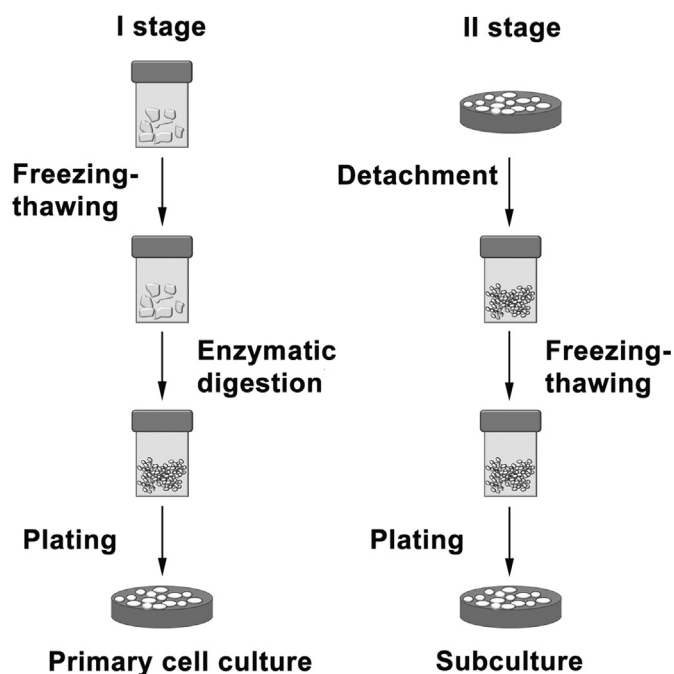 I stage
Freezing-
thawing
Enzymatic
digestion
Plating
Primary cell culture
II stage
Detachment
Freezing-
thawing
Plating
Subculture